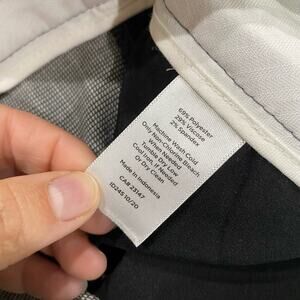 69% Polyester
29% Viscose
2% Spandex
Machine Wash Cold
Only Non-Chlorine Bleach
When Needed
Tumble Dry Low
Cool Iron, If Needed
Or Dry Clean
Made in Indonesia
CA# 23147
ID245 10/20